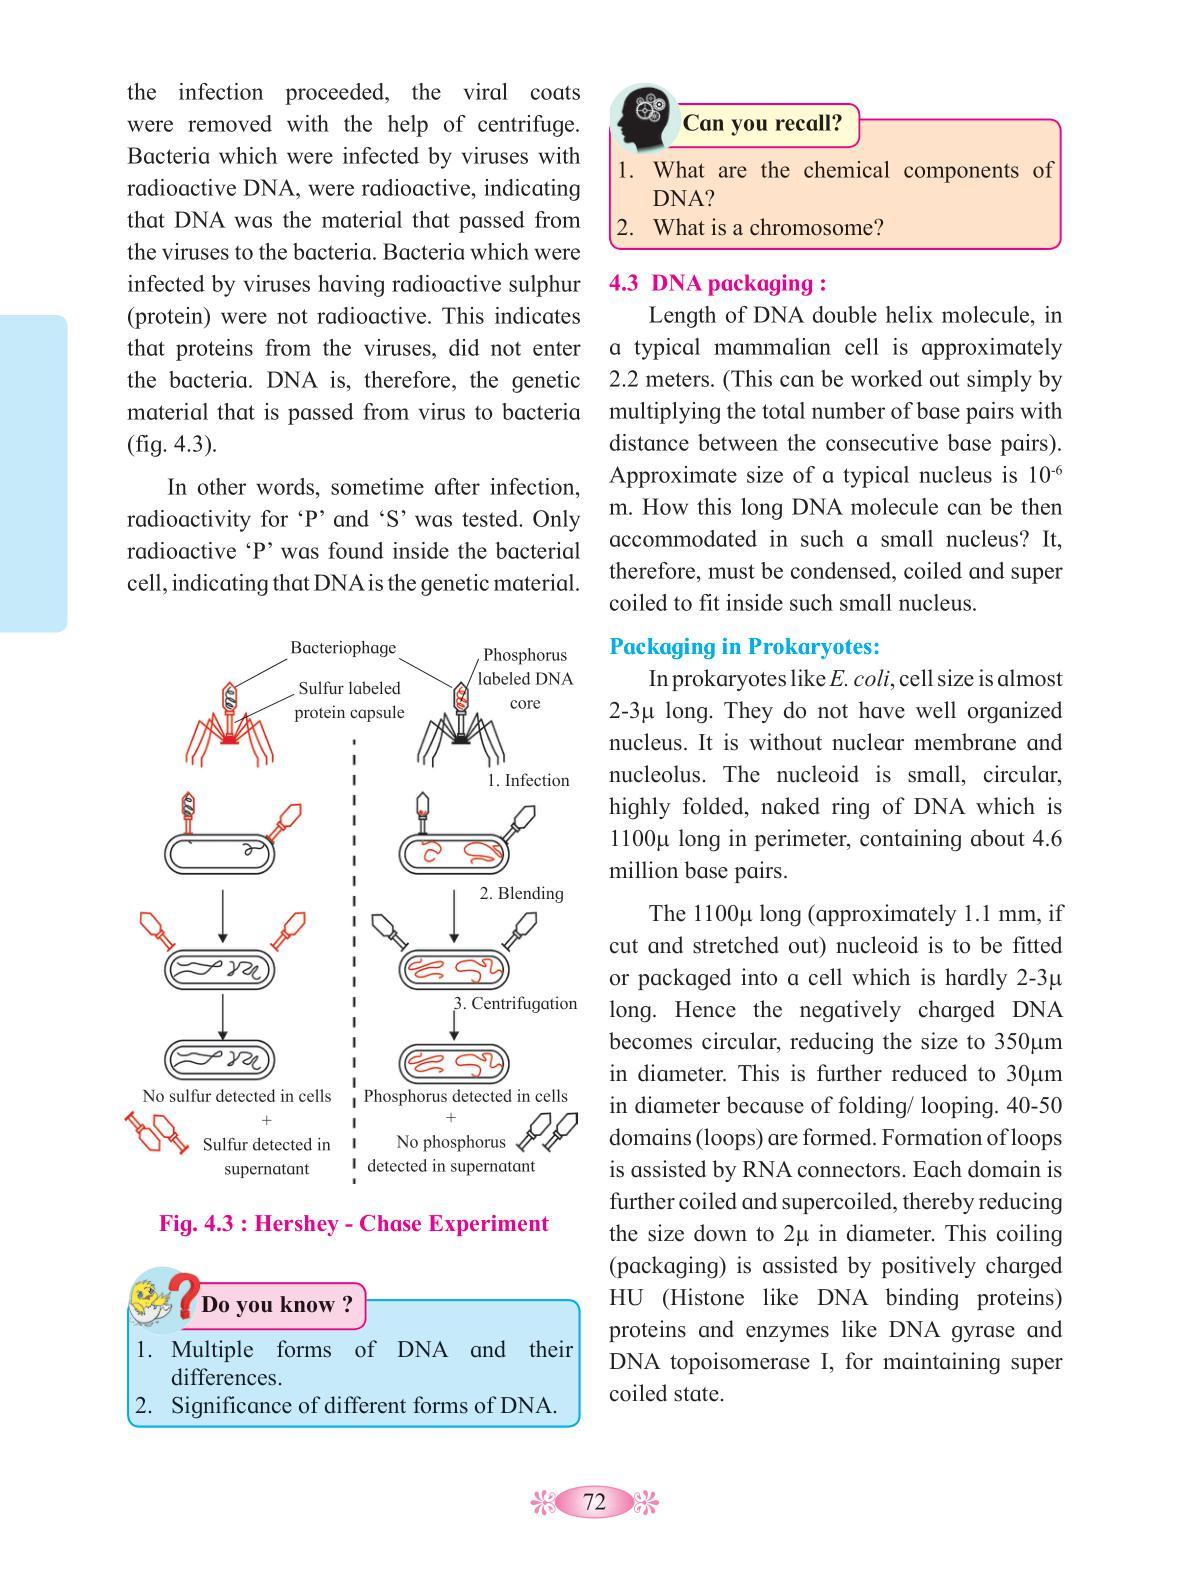 the infection proceeded, the viral coats
were removed with the help of centrifuge.
Bacteria which were infected by viruses with
radioactive DNA, were radioactive, indicating
that DNA was the material that passed from
the viruses to the bacteria. Bacteria which were
infected by viruses having radioactive sulphur
(protein) were not radioactive. This indicates
that proteins from the viruses, did not enter
the bacteria. DNA is, therefore, the genetic
material that is passed from virus to bacteria
(fig. 4.3).
In other words, sometime after infection,
radioactivity for ‘P’ and ‘S’ was tested. Only
radioactive ‘P’ was found inside the bacterial
cell, indicating that DNA is the genetic material.
Bacteriophage
Sulfur labeled
protein capsule
Phosphorus
labeled DNA
core
1. Infection
2. Blending
3. Centrifugation
No sulfur detected in cells
+
Sulfur detected in
supernatant
Phosphorus detected in cells
+
No phosphorus
detected in supernatant
Fig. 4.3 : Hershey - Chase Experiment
Do you know ?
1. Multiple forms of DNA and their
differences.
2. Significance of different forms of DNA.
Can you recall?
1. What are the chemical components of
DNA?
2. What is a chromosome?
4.3 DNA packaging :
Length of DNA double helix molecule, in
a typical mammalian cell is approximately
2.2 meters. (This can be worked out simply by
multiplying the total number of base pairs with
distance between the consecutive base pairs).
Approximate size of a typical nucleus is 10⁻⁶
m. How this long DNA molecule can be then
accommodated in such a small nucleus? It,
therefore, must be condensed, coiled and super
coiled to fit inside such small nucleus.
Packaging in Prokaryotes:
In prokaryotes like E. coli, cell size is almost
2-3µ long. They do not have well organized
nucleus. It is without nuclear membrane and
nucleolus. The nucleoid is small, circular,
highly folded, naked ring of DNA which is
1100µ long in perimeter, containing about 4.6
million base pairs.
The 1100µ long (approximately 1.1 mm, if
cut and stretched out) nucleoid is to be fitted
or packaged into a cell which is hardly 2-3µ
long. Hence the negatively charged DNA
becomes circular, reducing the size to 350µm
in diameter. This is further reduced to 30µm
in diameter because of folding/ looping. 40-50
domains (loops) are formed. Formation of loops
is assisted by RNA connectors. Each domain is
further coiled and supercoiled, thereby reducing
the size down to 2µ in diameter. This coiling
(packaging) is assisted by positively charged
HU (Histone like DNA binding proteins)
proteins and enzymes like DNA gyrase and
DNA topoisomerase I, for maintaining super
coiled state.
72